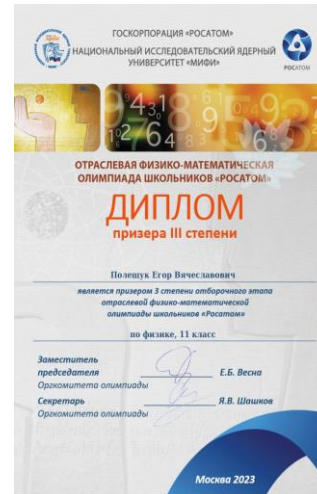 ГОСКОРПОРАЦИЯ «РОСАТОМ»
НАЦИОНАЛЬНЫЙ ИССЛЕДОВАТЕЛЬСКИЙ ЯДЕРНЫЙ
УНИВЕРСИТЕТ «МИФИ»
РОСАТОМ
ОТРАСЛЕВАЯ ФИЗИКО-МАТЕМАТИЧЕСКАЯ
ОЛИМПИАДА ШКОЛЬНИКОВ «РОСАТОМ»
ДИПЛОМ
призера III степени
Полещук Егор Вячеславович
является призером 3 степени отборочного этапа
отраслевой физико-математической
олимпиады школьников «Росатом»
по физике, 11 класс
Заместитель
председателя Е.Б. Весна
Оргкомитета олимпиады
Секретарь Я.В. Шашков
Оргкомитета олимпиады
Москва 2023